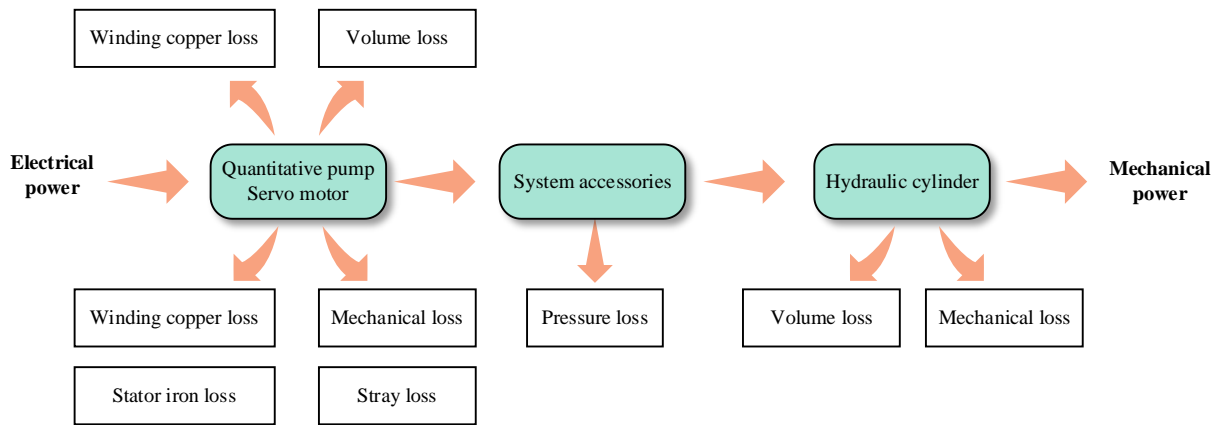 Winding copper loss
Volume loss
Electrical
power
Quantitative pump
Servo motor
System accessories
Hydraulic cylinder
Mechanical
power
Winding copper loss
Mechanical loss
Pressure loss
Volume loss
Mechanical loss
Stator iron loss
Stray loss